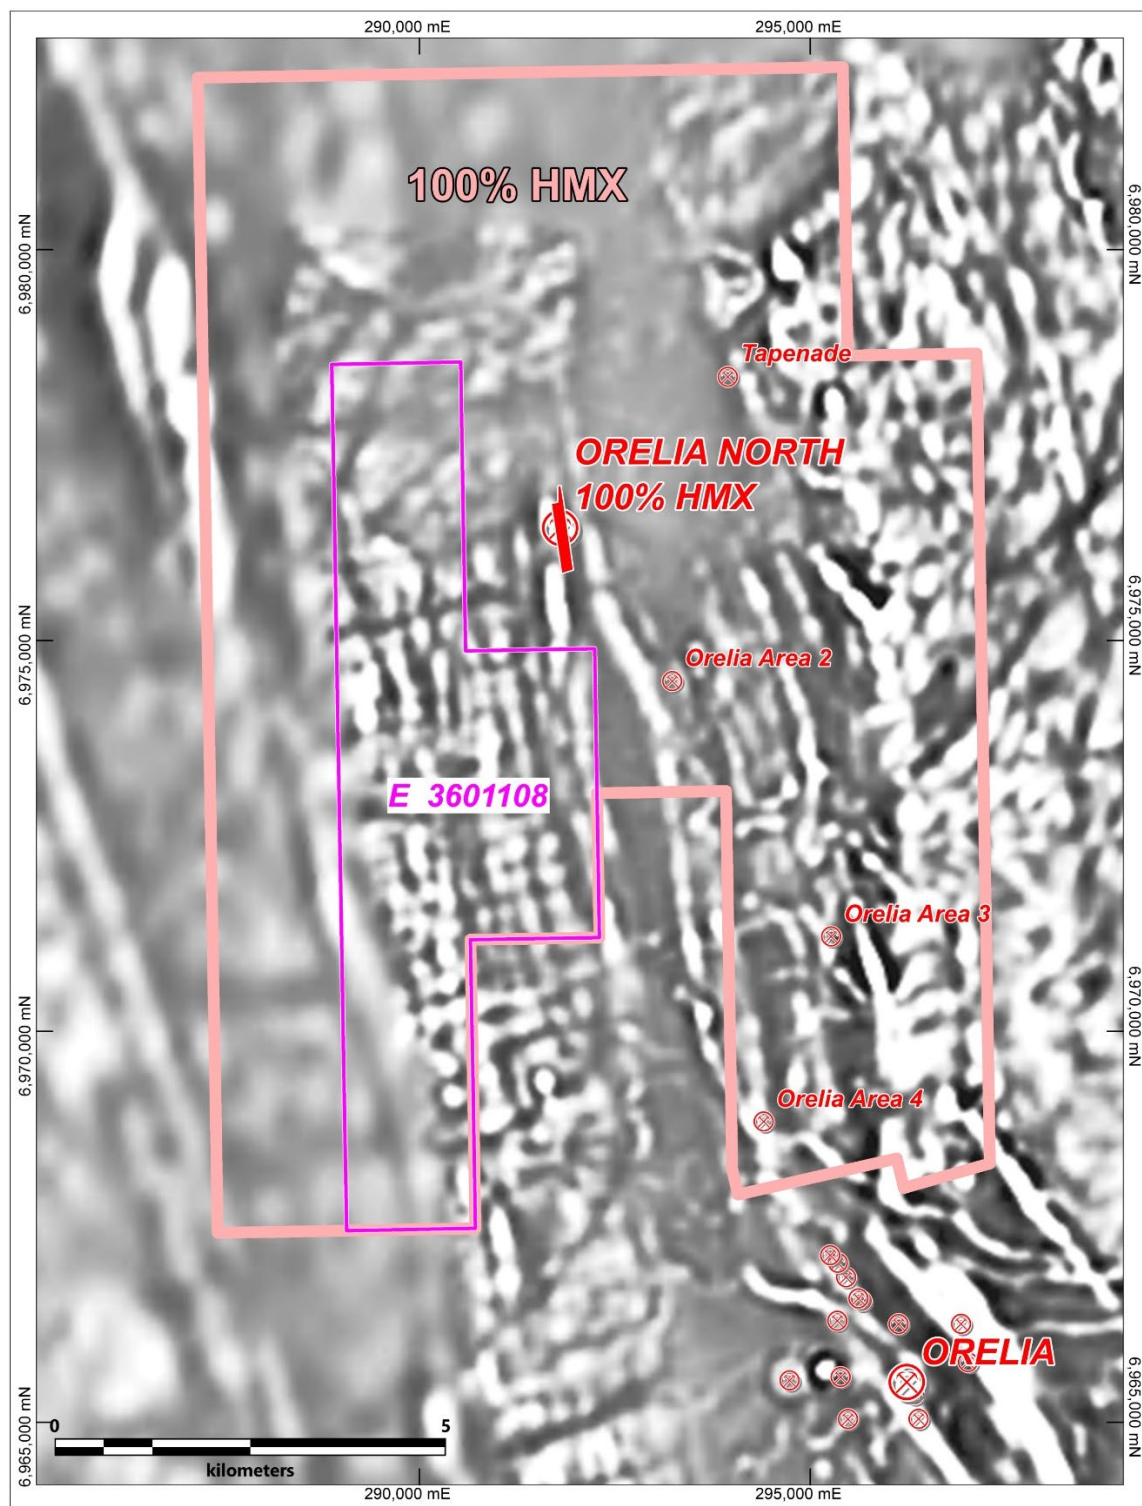 290,000 mE
295,000 mE
100% HMX
6,980,000 mN
6,980,000 mN
Tapenade
ORELIA NORTH
100% HMX
6,975,000 mN
6,975,000 mN
Orelia Area 2
E 3601108
Orelia Area 3
6,970,000 mN
6,970,000 mN
Orelia Area 4
ORELIA
6,965,000 mN
6,965,000 mN
0
5
kilometers
290,000 mE
295,000 mE